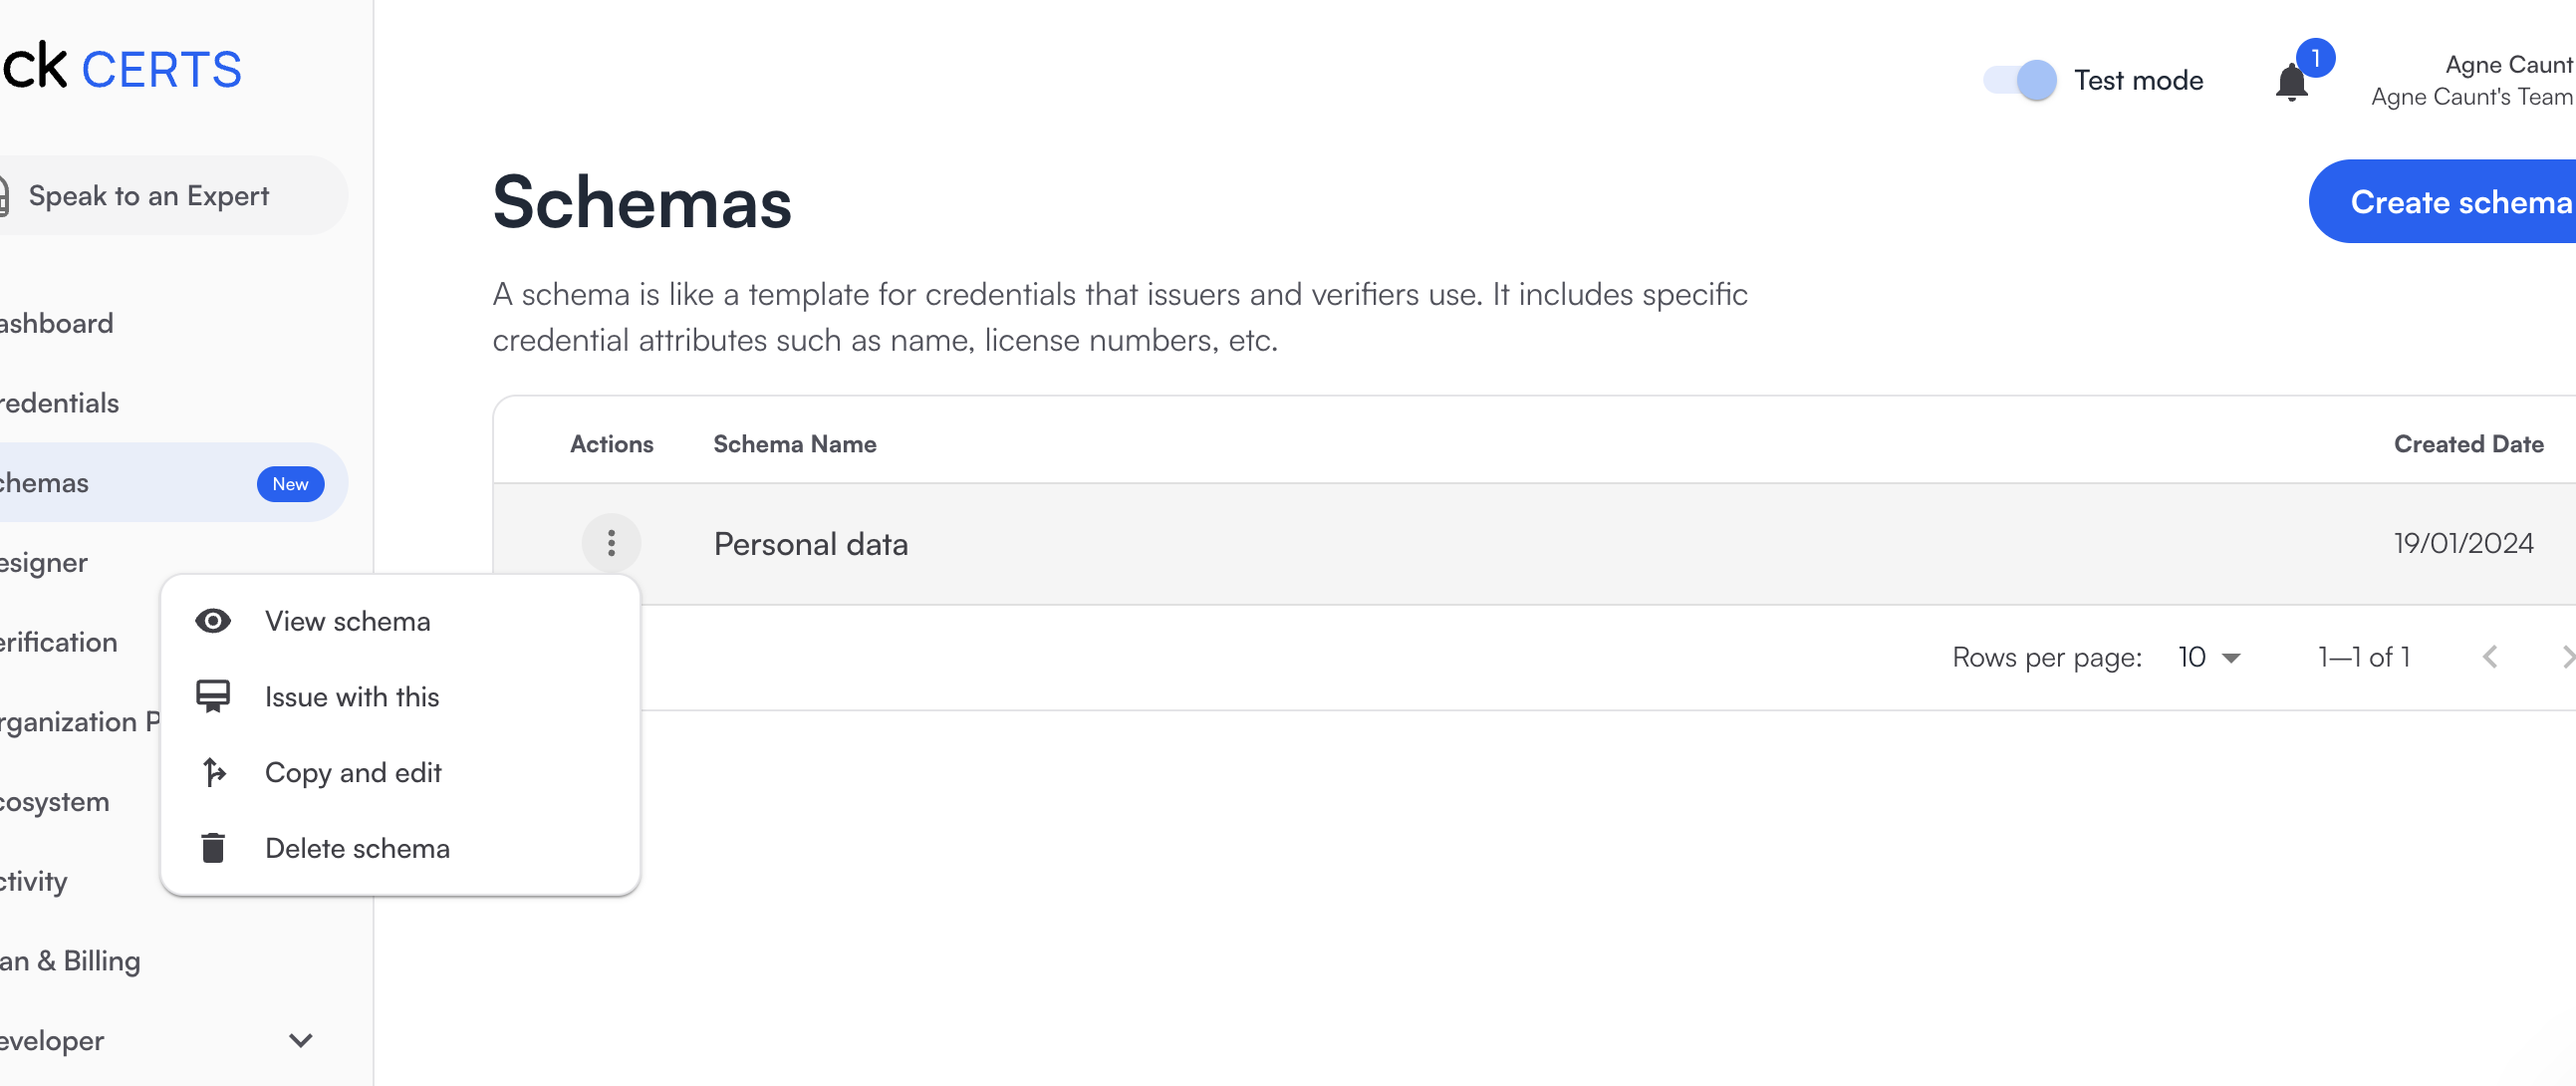 ck CERTS
Test mode
1
Agne Caunt
Agne Caunt's Team
Speak to an Expert
Schemas
Create schema
A schema is like a template for credentials that issuers and verifiers use. It includes specific
credential attributes such as name, license numbers, etc.
ashboard
redentials
chemas
New
esigner
erification
rganization P
cosystem
ctivity
an & Billing
eveloper
Actions
Schema Name
Created Date
Personal data
19/01/2024
View schema
Issue with this
Copy and edit
Delete schema
Rows per page:
10
1–1 of 1